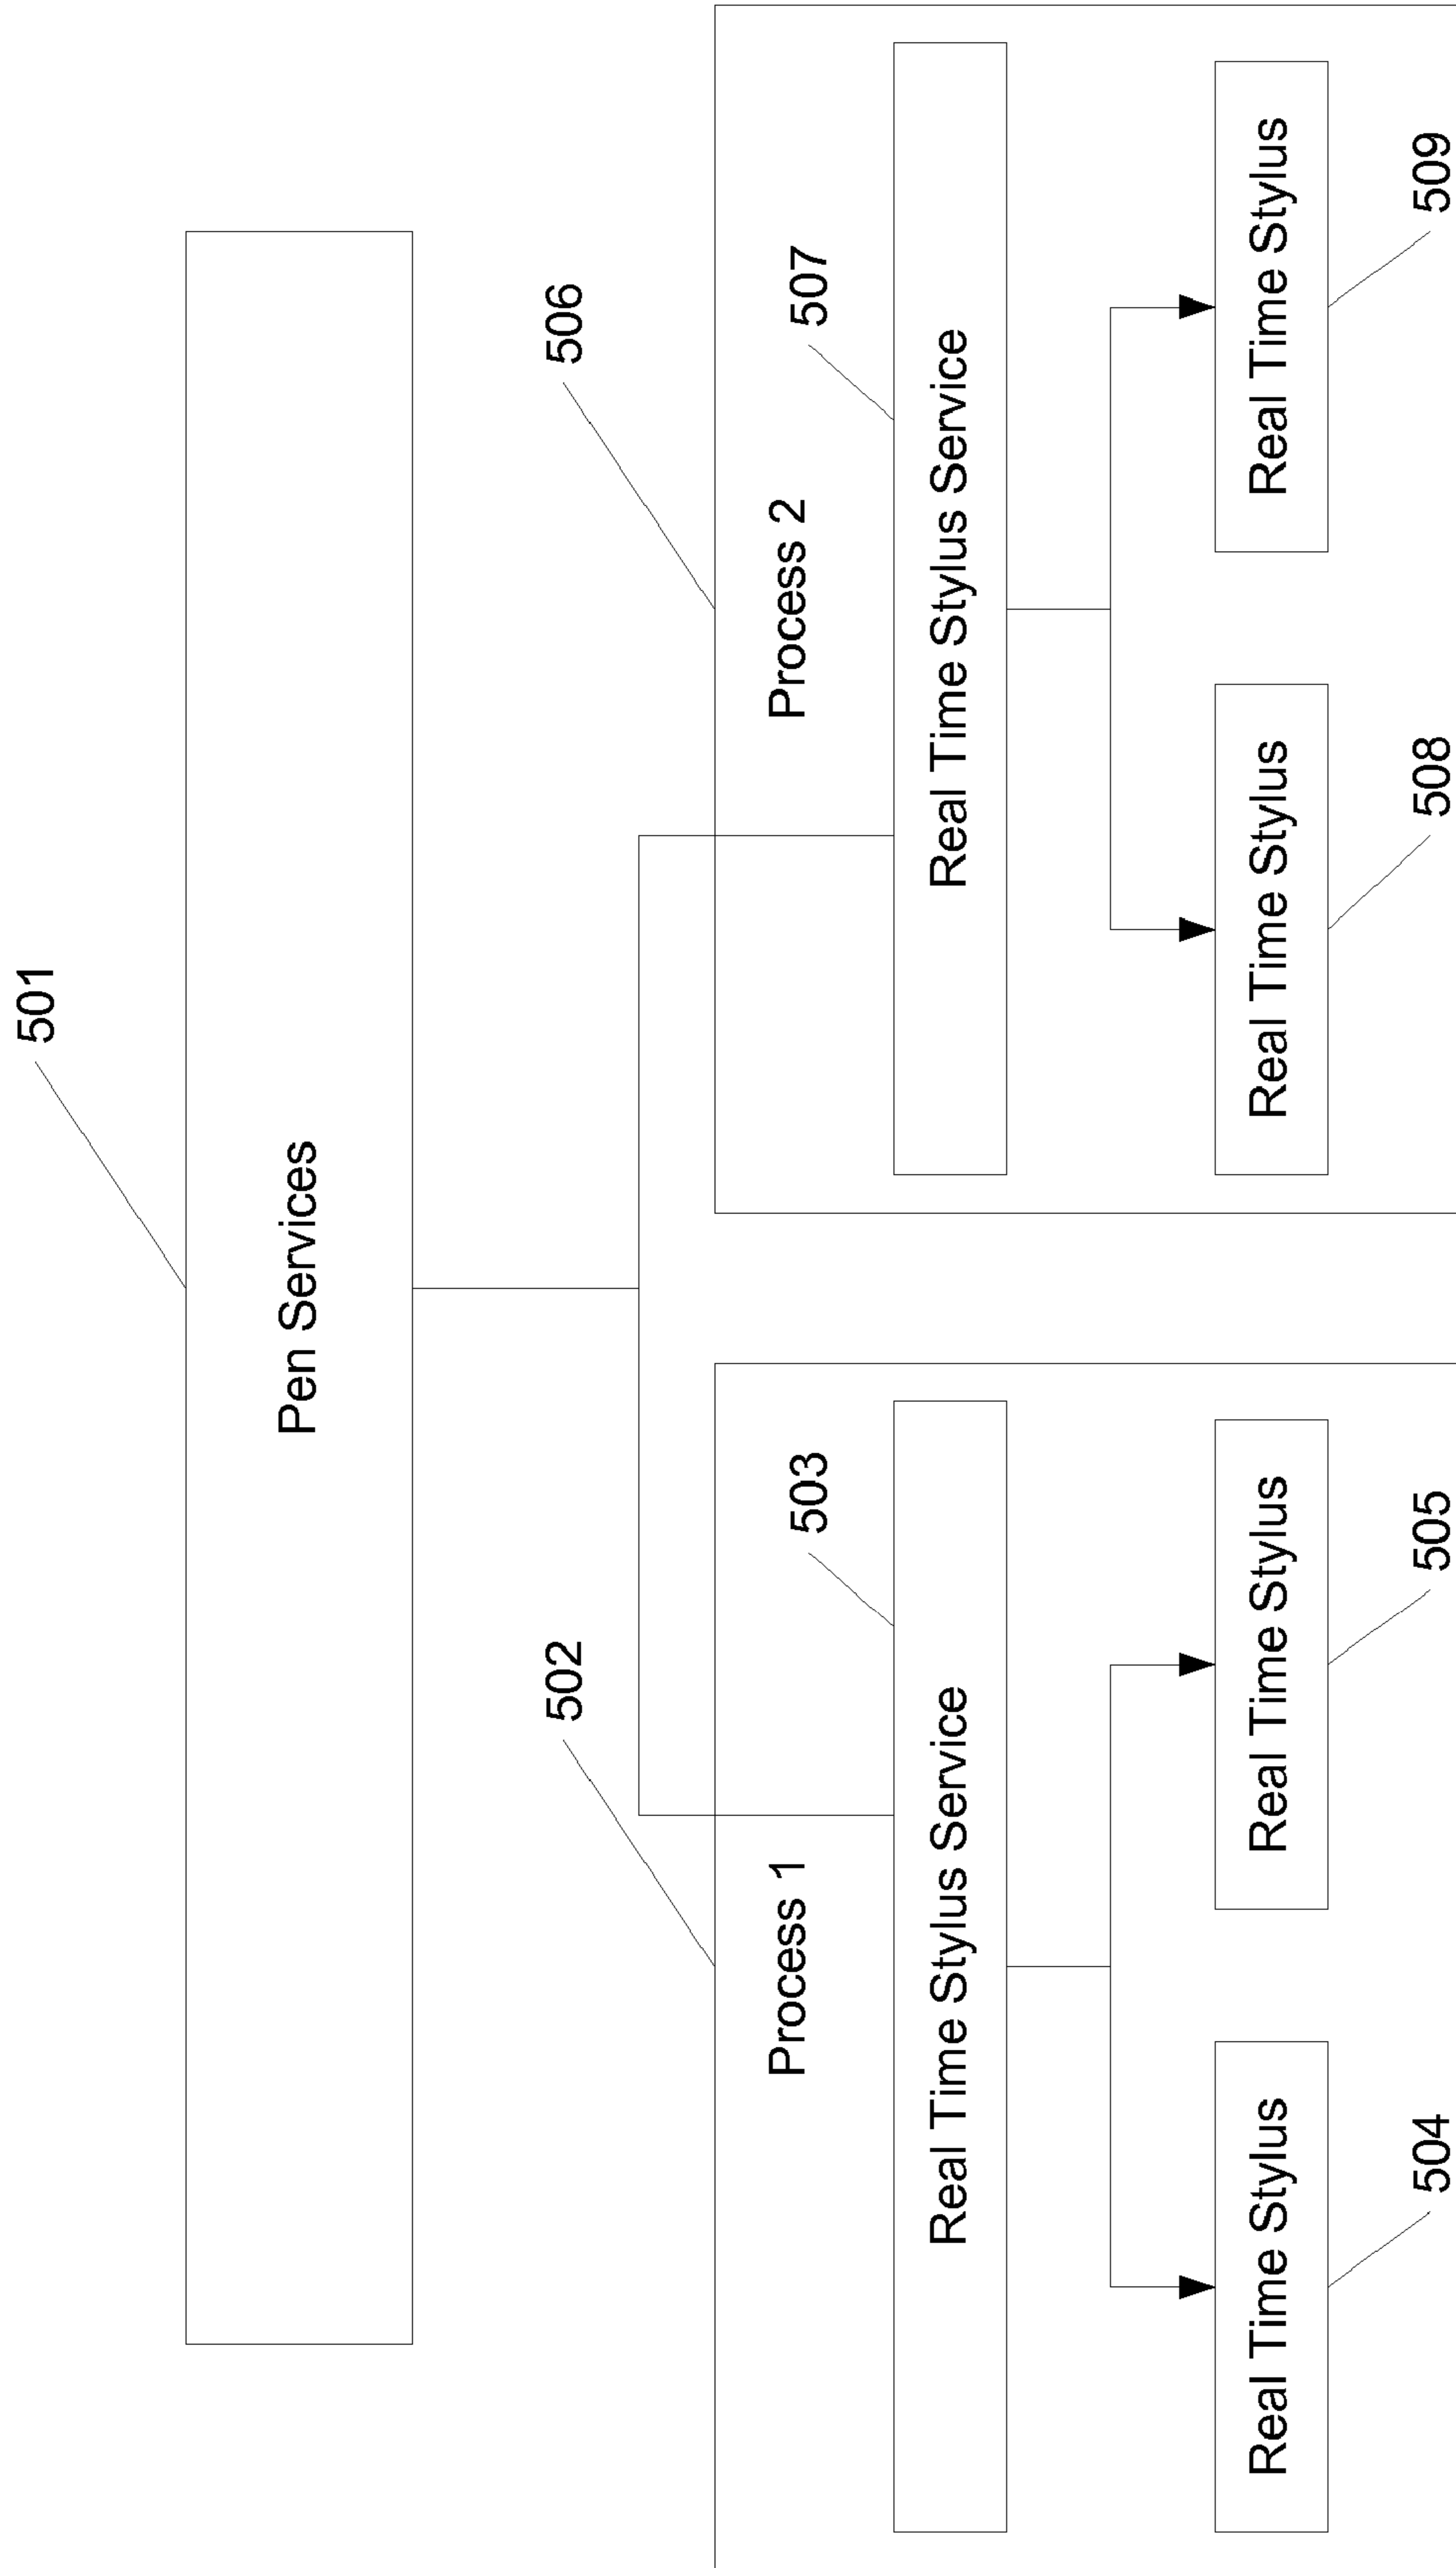 501
Pen Services
502
506
Process 1
503
Process 2
507
Real Time Stylus Service
Real Time Stylus Service
Real Time Stylus
Real Time Stylus
Real Time Stylus
Real Time Stylus
504
505
508
509